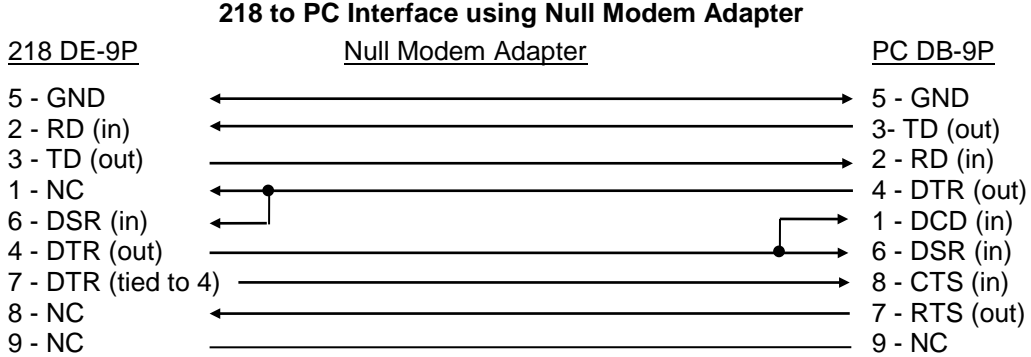 218 to PC Interface using Null Modem Adapter
218 DE-9P Null Modem Adapter PC DB-9P
5 - GND 5 - GND
2 - RD (in) 3- TD (out)
3 - TD (out) 2 - RD (in)
1 - NC 4 - DTR (out)
6 - DSR (in) 1 - DCD (in)
4 - DTR (out) 6 - DSR (in)
7 - DTR (tied to 4) 8 - CTS (in)
8 - NC 7 - RTS (out)
9 - NC 9 - NC